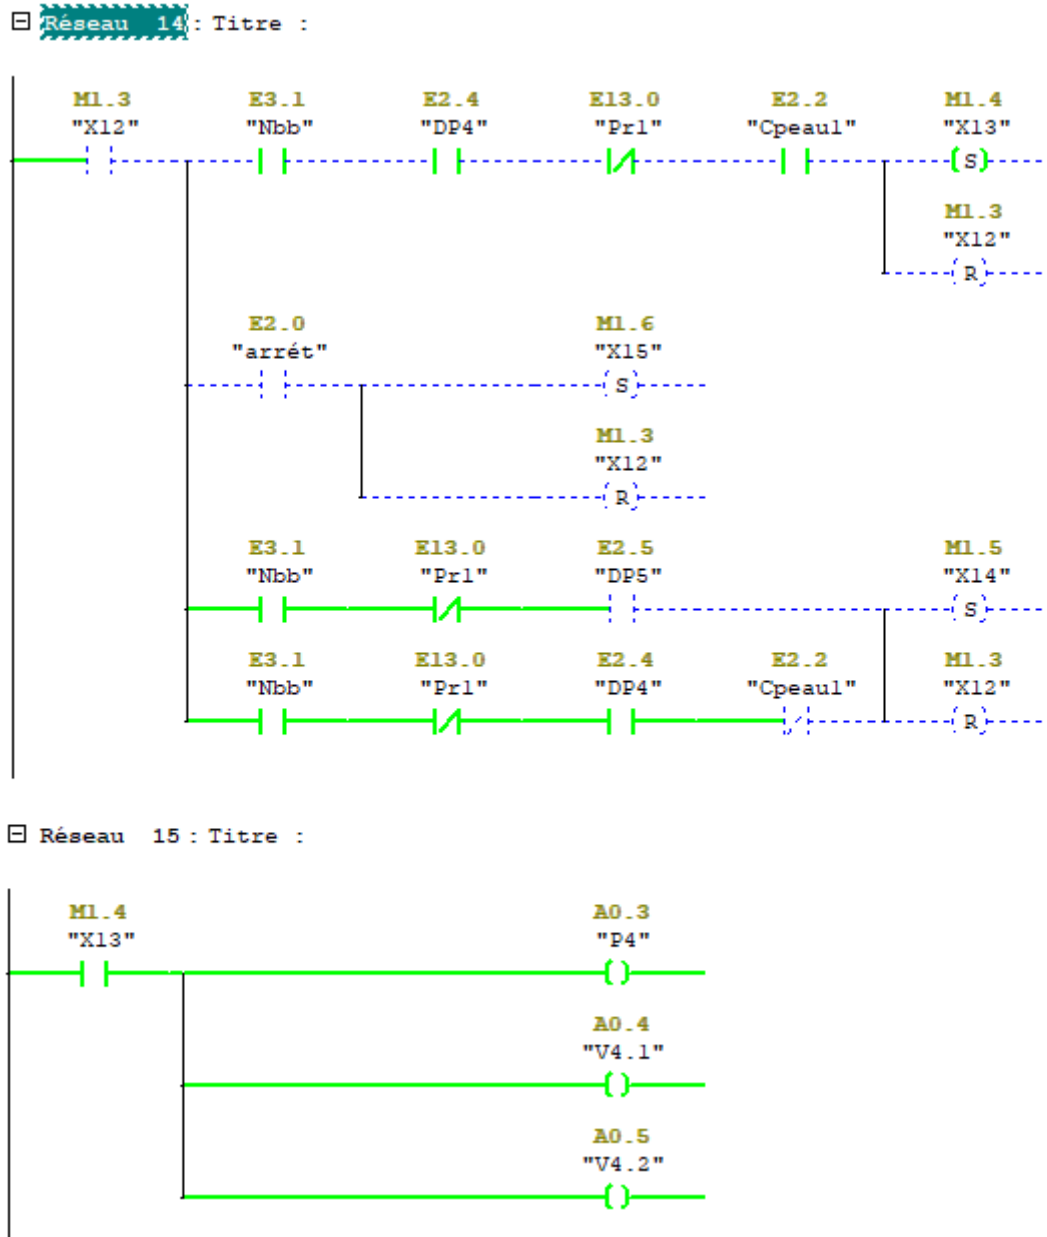 Réseau 14 : Titre :
M1.3 E3.1 E2.4 E13.0 E2.2 M1.4
"X12" "Nbb" "DP4" "Pr1" "Cpeau1" "X13"
S
M1.3
"X12"
R
E2.0 M1.6
"arrét" "X15"
S
M1.3
"X12"
R
E3.1 E13.0 E2.5 M1.5
"Nbb" "Pr1" "DP5" "X14"
S
E3.1 E13.0 E2.4 E2.2 M1.3
"Nbb" "Pr1" "DP4" "Cpeau1" "X12"
R
Réseau 15 : Titre :
M1.4 A0.3
"X13" "P4"
A0.4
"V4.1"
A0.5
"V4.2"